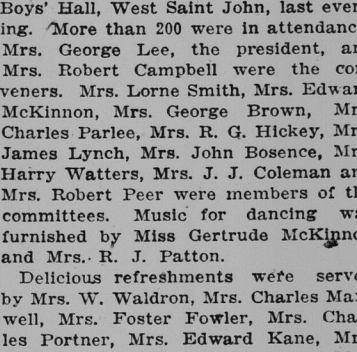 Boys' Hall, West Saint John, last even
ing. More than 200 were in attendanc
Mrs. George Lee, the president, an
Mrs. Robert Campbell were the con
veners. Mrs. Lorne Smith, Mrs. Edwar
McKinnon, Mrs. George Brown, Mr
Charles Parlee, Mrs. R. G. Hickey, Mr
James Lynch, Mrs. John Bosence, Mr
Harry Watters, Mrs. J. J. Coleman an
Mrs. Robert Peer were members of th
committees. Music for dancing wa
furnished by Miss Gertrude McKinno
and Mrs. R. J. Patton.
Delicious refreshments were serve
by Mrs. W. Waldron, Mrs. Charles Max
well, Mrs. Foster Fowler, Mrs. Cha
les Portner, Mrs. Edward Kane, Mr